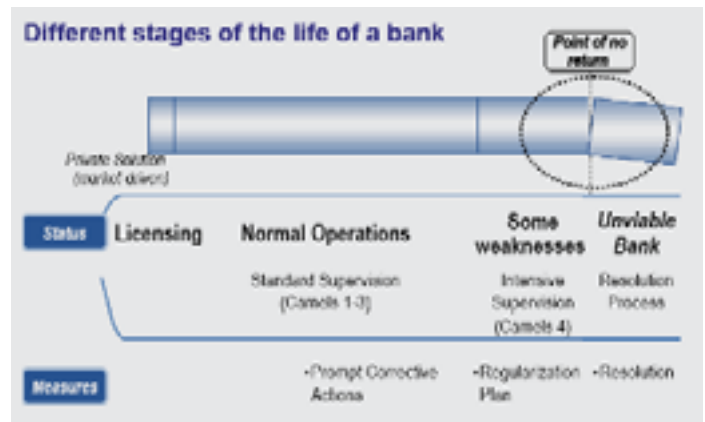 Different stages of the life of a bank
Point of no
return
Private Solution
(market driven)
Status
Licensing
Normal Operations
Some
weaknesses
Unviable
Bank
Standard Supervision
(Camels 1-3)
Intensive
Supervision
(Camels 4)
Resolution
Process
Measures
•Prompt Corrective
Actions
•Regularization
Plan
•Resolution